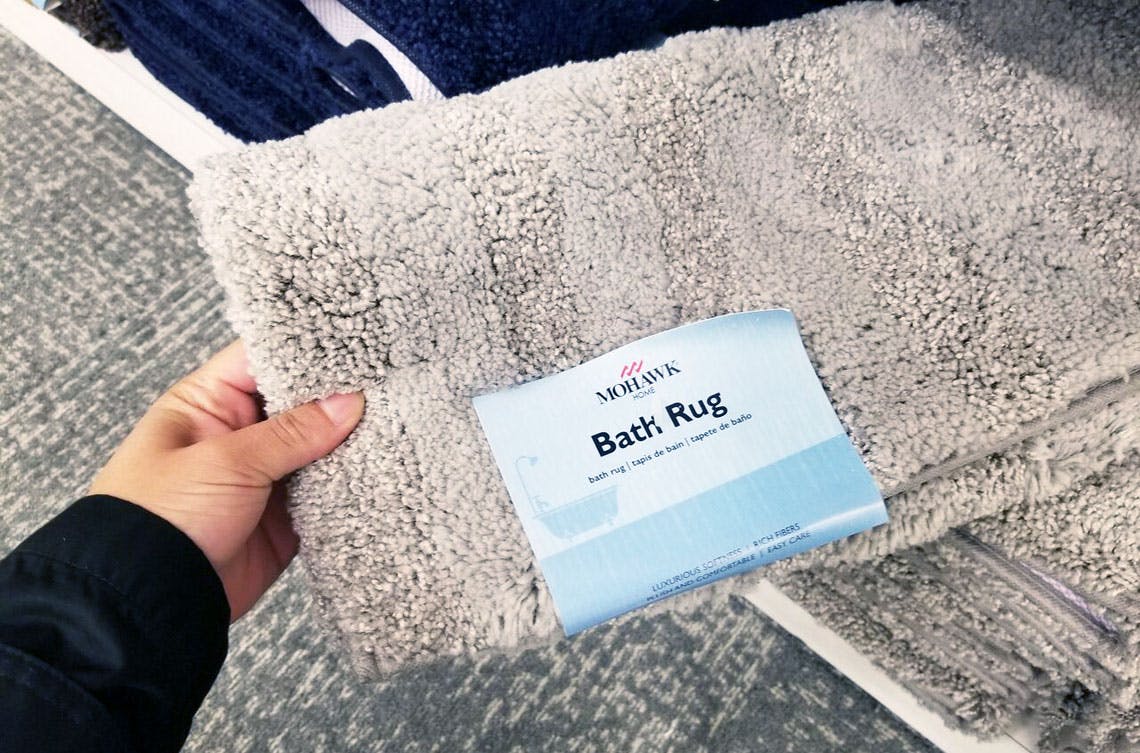 MOHAWK
HOME
Bath Rug
bath rug | tapis de bain | tapete de baño
LUXURIOUS SOFTNESS | RICH FIBERS
PLUSH AND COMFORTABLE | EASY CARE